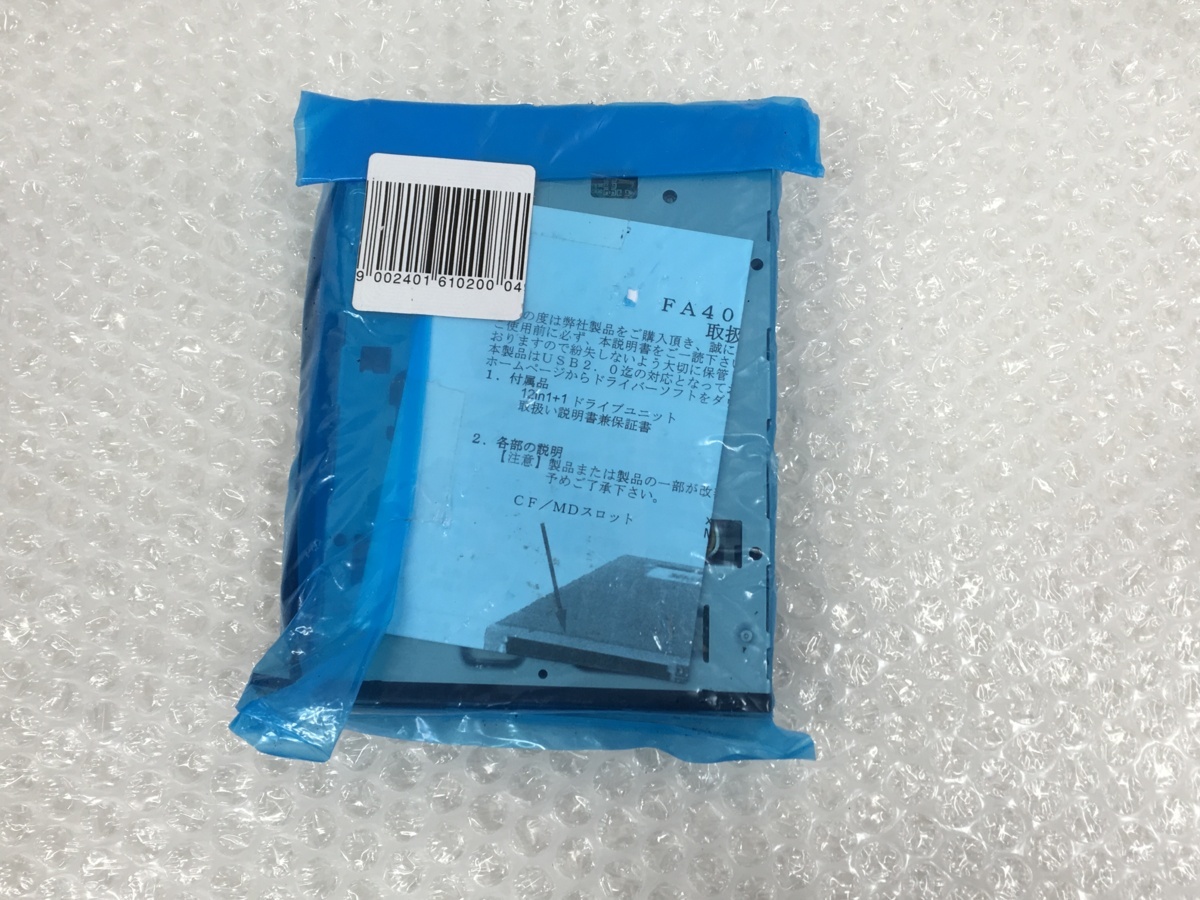 9 002401 610200 04
FA40
取扱
の度は弊社製品をご購入頂き、誠に
ご使用前に必ず、本説明書をご一読下さい
おりますので紛失しないよう大切に保管
本製品はUSB2．0迄の対応となって
ホームページからドライバーソフトをダ
1．付属品
12in1+1 ドライブユニット
取扱い説明書兼保証書
2．各部の説明
【注意】製品または製品の一部が改
予めご了承下さい。
CF／MDスロット